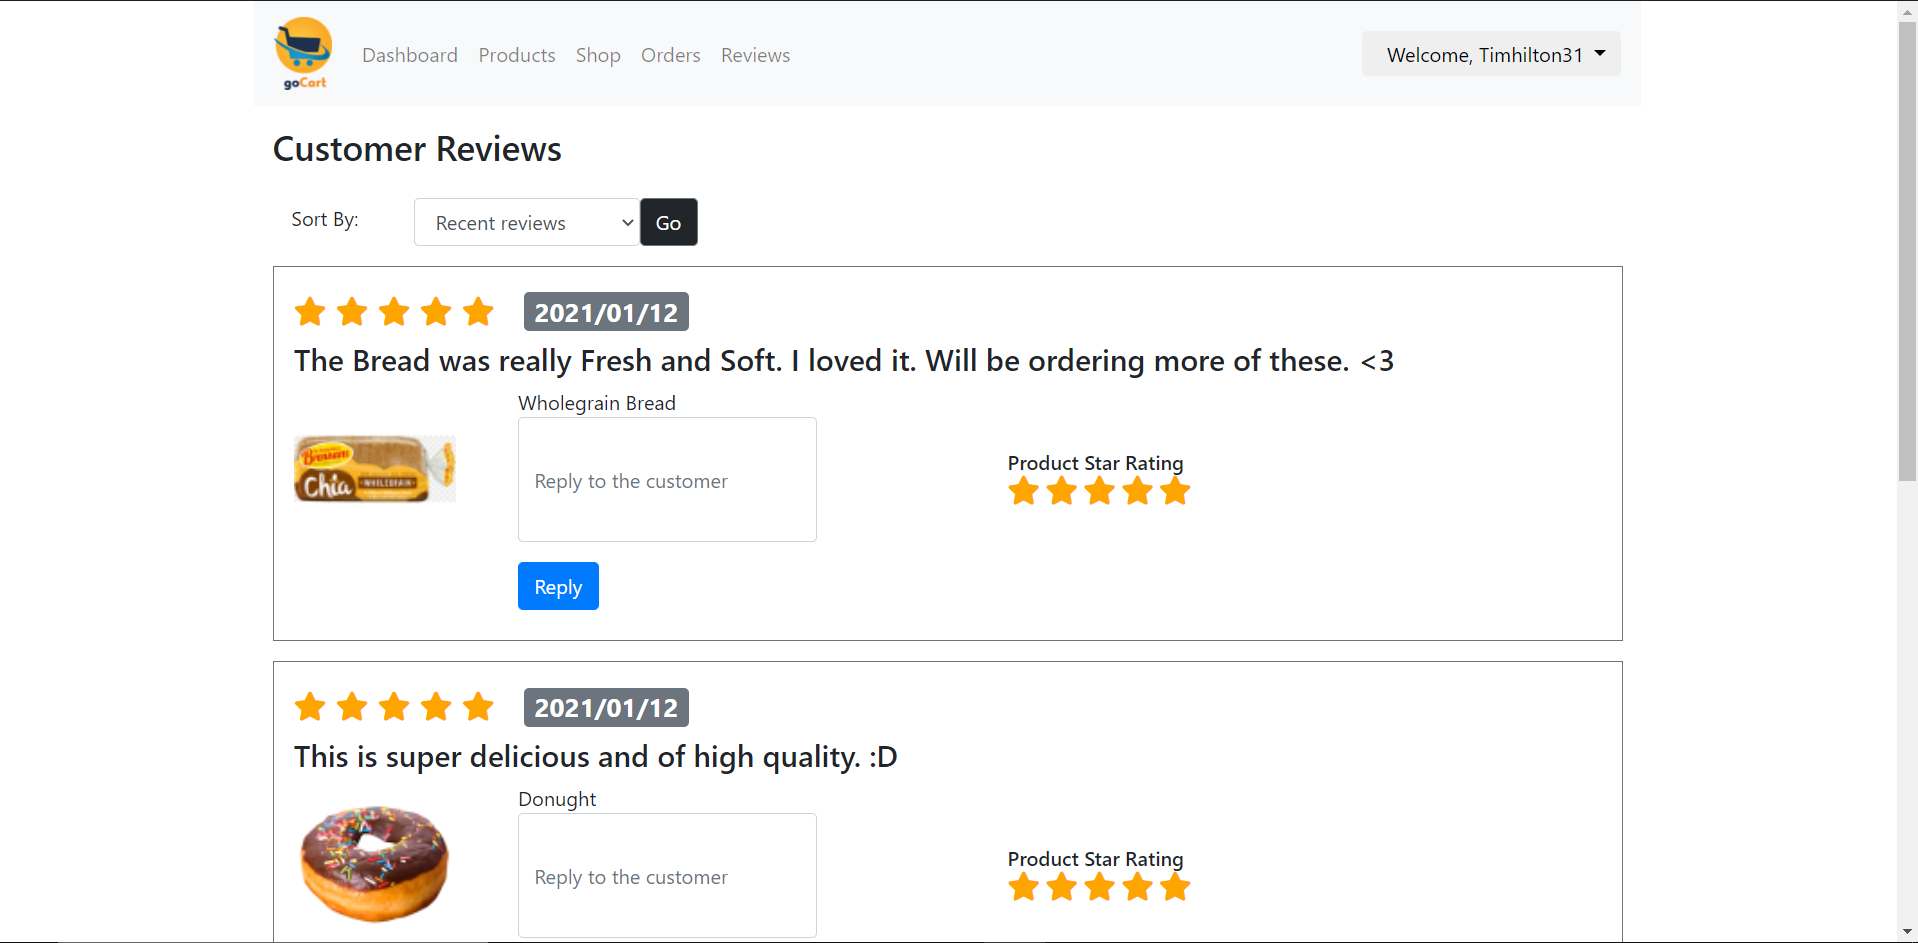 goCart
Dashboard Products Shop Orders Reviews
Welcome, Timhilton31
Customer Reviews
Sort By:
Recent reviews
Go
2021/01/12
The Bread was really Fresh and Soft. I loved it. Will be ordering more of these. <3
Wholegrain Bread
Chia
WHOLEGRAIN
Reply to the customer
Product Star Rating
Reply
2021/01/12
This is super delicious and of high quality. :D
Donught
Reply to the customer
Product Star Rating